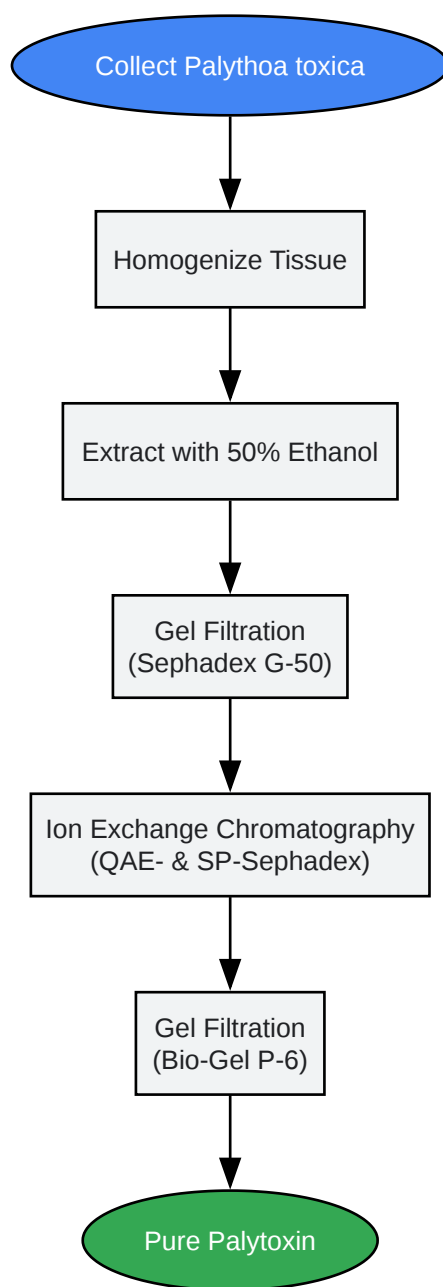 Collect Palythoa toxica
Homogenize Tissue
Extract with 50% Ethanol
Gel Filtration
(Sephadex G-50)
Ion Exchange Chromatography
(QAE- & SP-Sephadex)
Gel Filtration
(Bio-Gel P-6)
Pure Palytoxin